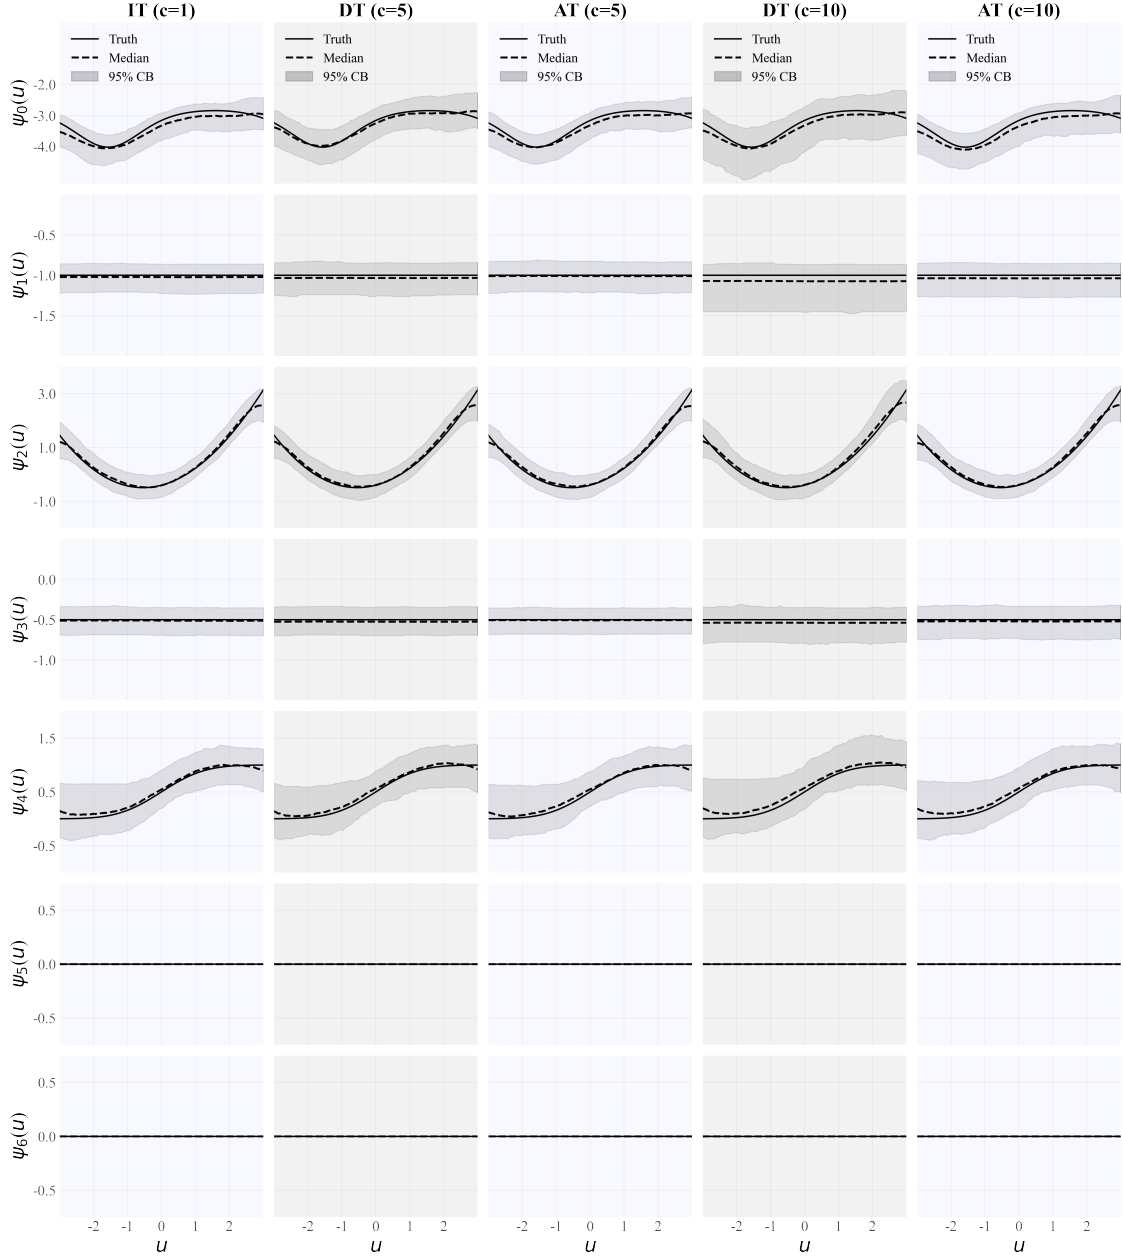 IT (c=1) DT (c=5) AT (c=5) DT (c=10) AT (c=10)
Truth Truth Truth Truth Truth
Median Median Median Median Median
95% CB 95% CB 95% CB 95% CB 95% CB
ψ0(u)
-2.0
-3.0
-4.0
ψ1(u)
-0.5
-1.0
-1.5
ψ2(u)
3.0
1.0
-1.0
ψ3(u)
0.0
-0.5
-1.0
ψ4(u)
1.5
0.5
-0.5
ψ5(u)
0.5
0.0
-0.5
ψ6(u)
0.5
0.0
-0.5
-2 -1 0 1 2 -2 -1 0 1 2 -2 -1 0 1 2 -2 -1 0 1 2 -2 -1 0 1 2
u u u u u